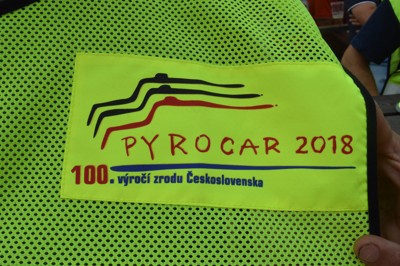 PYROCAR 2018
100. výročí zrodu Československa